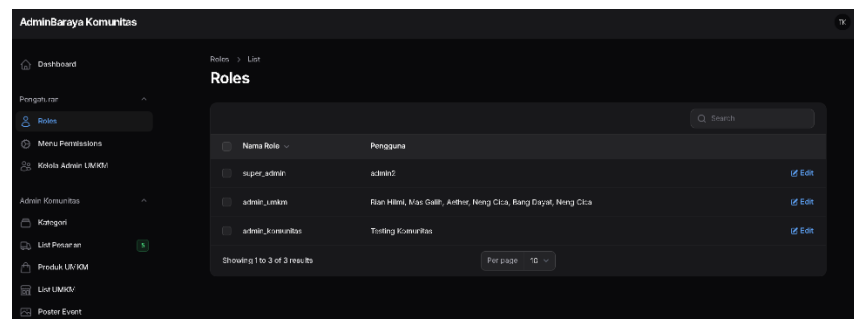 AdminBaraya Komunitas
TK
Dashboard
Pengaturan
Roles
Menu Permissions
Kelola Admin UMKM
Admin Komunitas
Kategori
List Pesanan 5
Produk UMKM
List UMKM
Poster Event
Roles > List
Roles
Search
Nama Role Pengguna
super_admin admin2 Edit
admin_umkm Rian Hilmi, Mas Galih, Aether, Neng Cica, Bang Dayat, Neng Cica Edit
admin_komunitas Testing Komunitas Edit
Showing 1 to 3 of 3 results
Per page 10